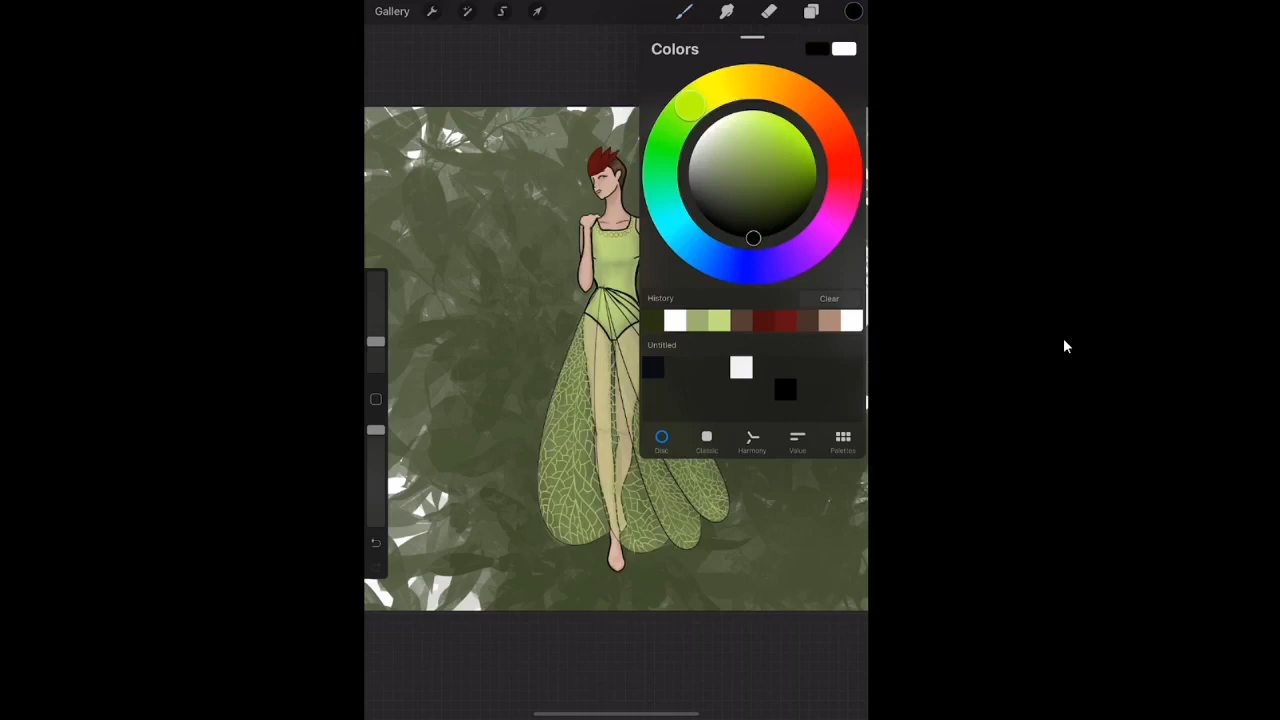 Gallery
Colors
History
Clear
Untitled
Disc
Classic
Harmony
Value
Palettes